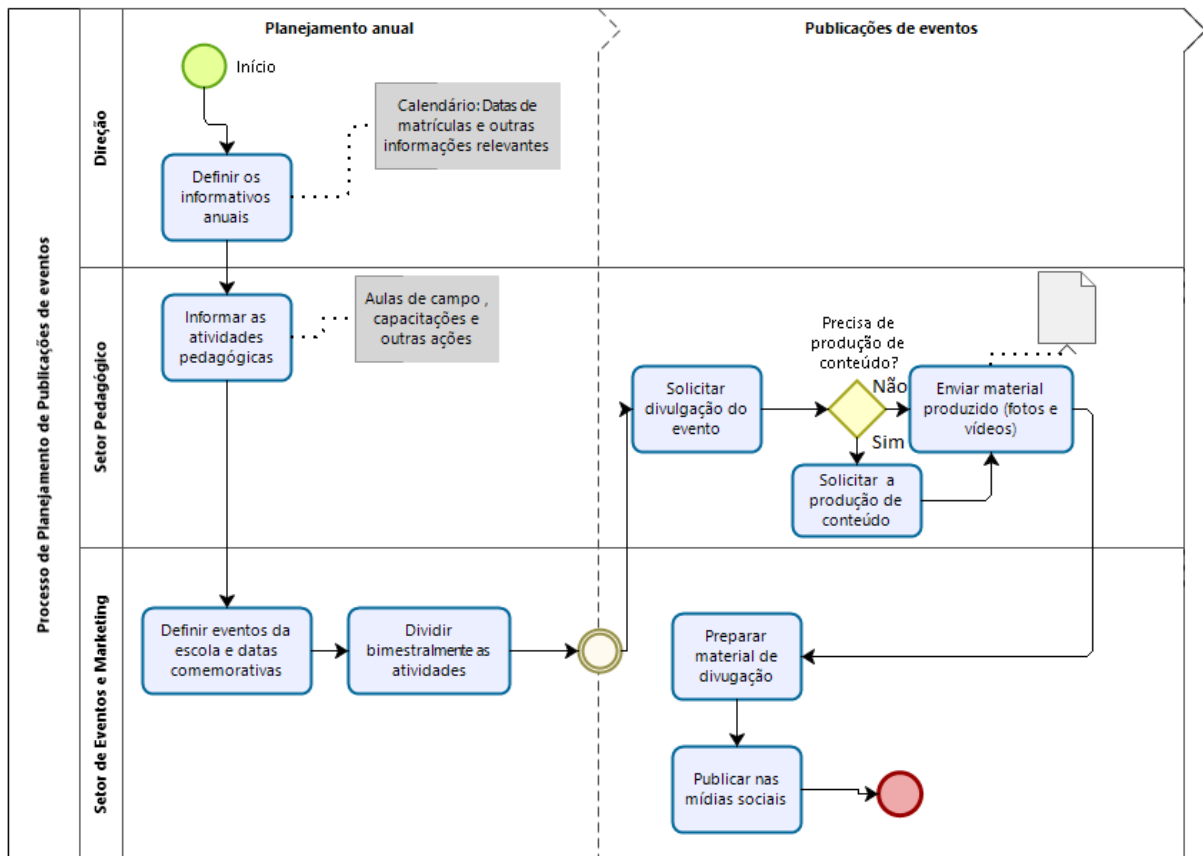 Processo de Planejamento de Publicações de eventos
Planejamento anual
Publicações de eventos
Direção
Início
Calendário: Datas de
matrículas e outras
informações relevantes
Definir os
informativos
anuais
Setor Pedagógico
Informar as
atividades
pedagógicas
Aulas de campo ,
capacitações e
outras ações
Solicitar
divulgação do
evento
Precisa de
produção de
conteúdo?
Não
Sim
Enviar material
produzido (fotos e
vídeos)
Solicitar a
produção de
conteúdo
Setor de Eventos e Marketing
Definir eventos da
escola e datas
comemorativas
Dividir
bimestralmente as
atividades
Preparar
material de
divugação
Publicar nas
mídias sociais